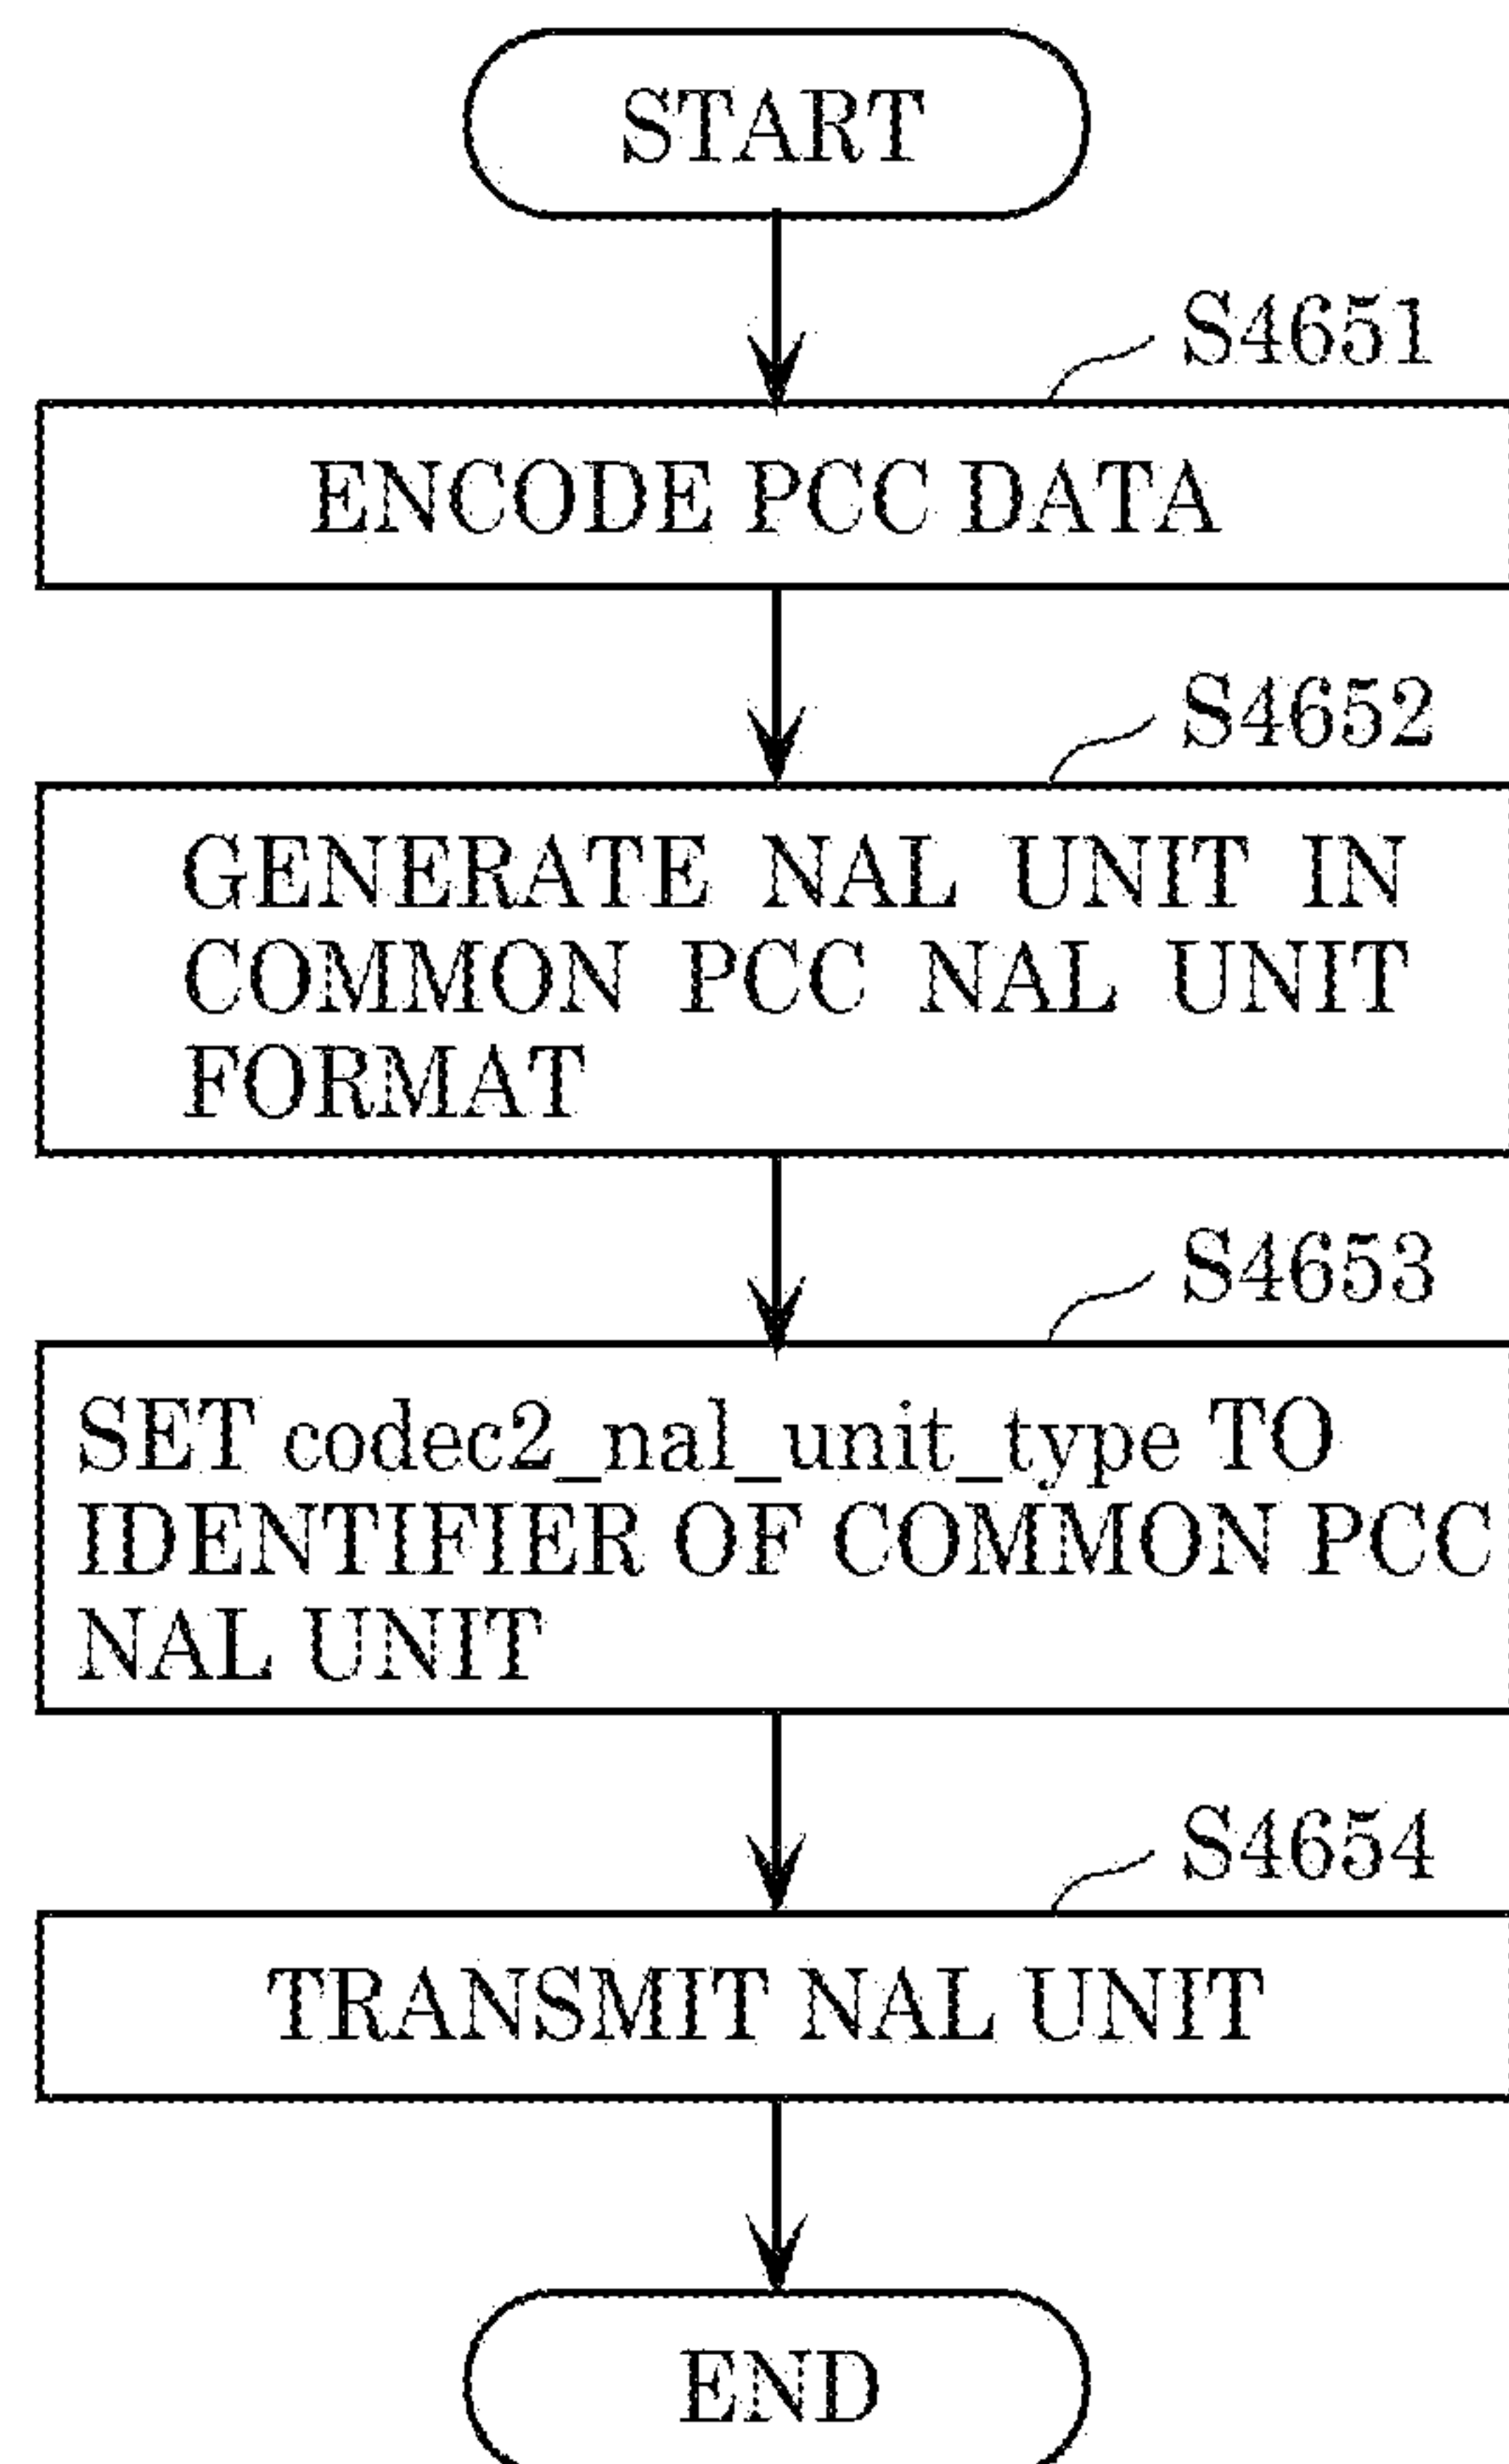 START
S4651
ENCODE PCC DATA
S4652
GENERATE NAL UNIT IN
COMMON PCC NAL UNIT
FORMAT
S4653
SET codec2_nal_unit_type TO
IDENTIFIER OF COMMON PCC
NAL UNIT
S4654
TRANSMIT NAL UNIT
END